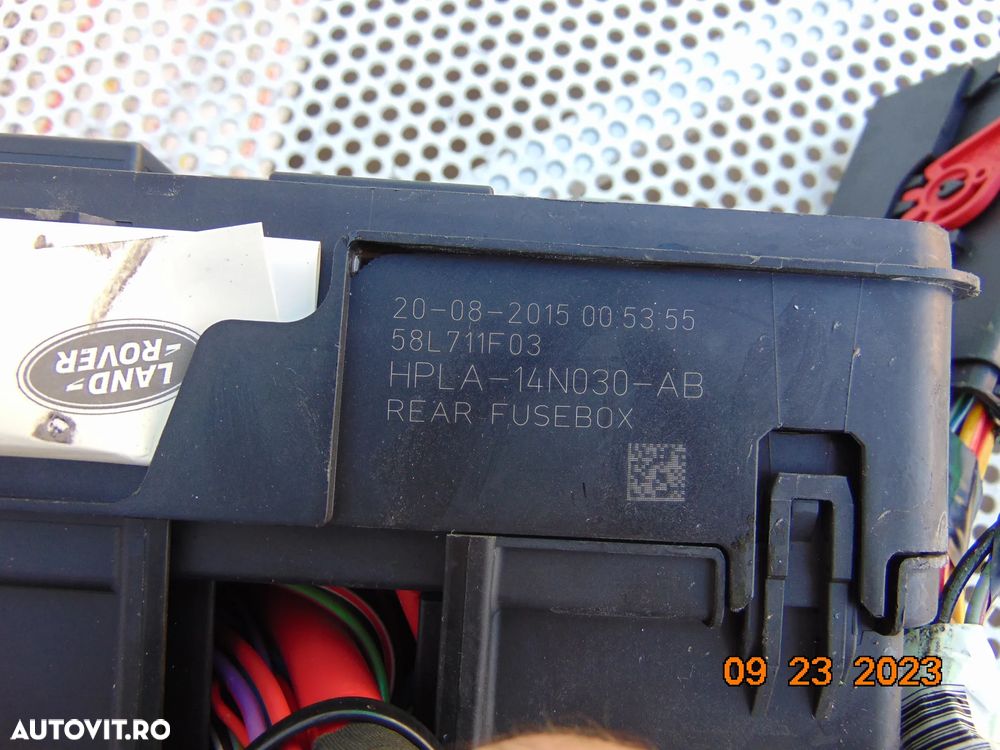 20-08-2015 00:53:55
58L711F03
HPLA-14N030-AB
REAR FUSEBOX
LAND
ROVER
09 23 2023
AUTOVIT.RO